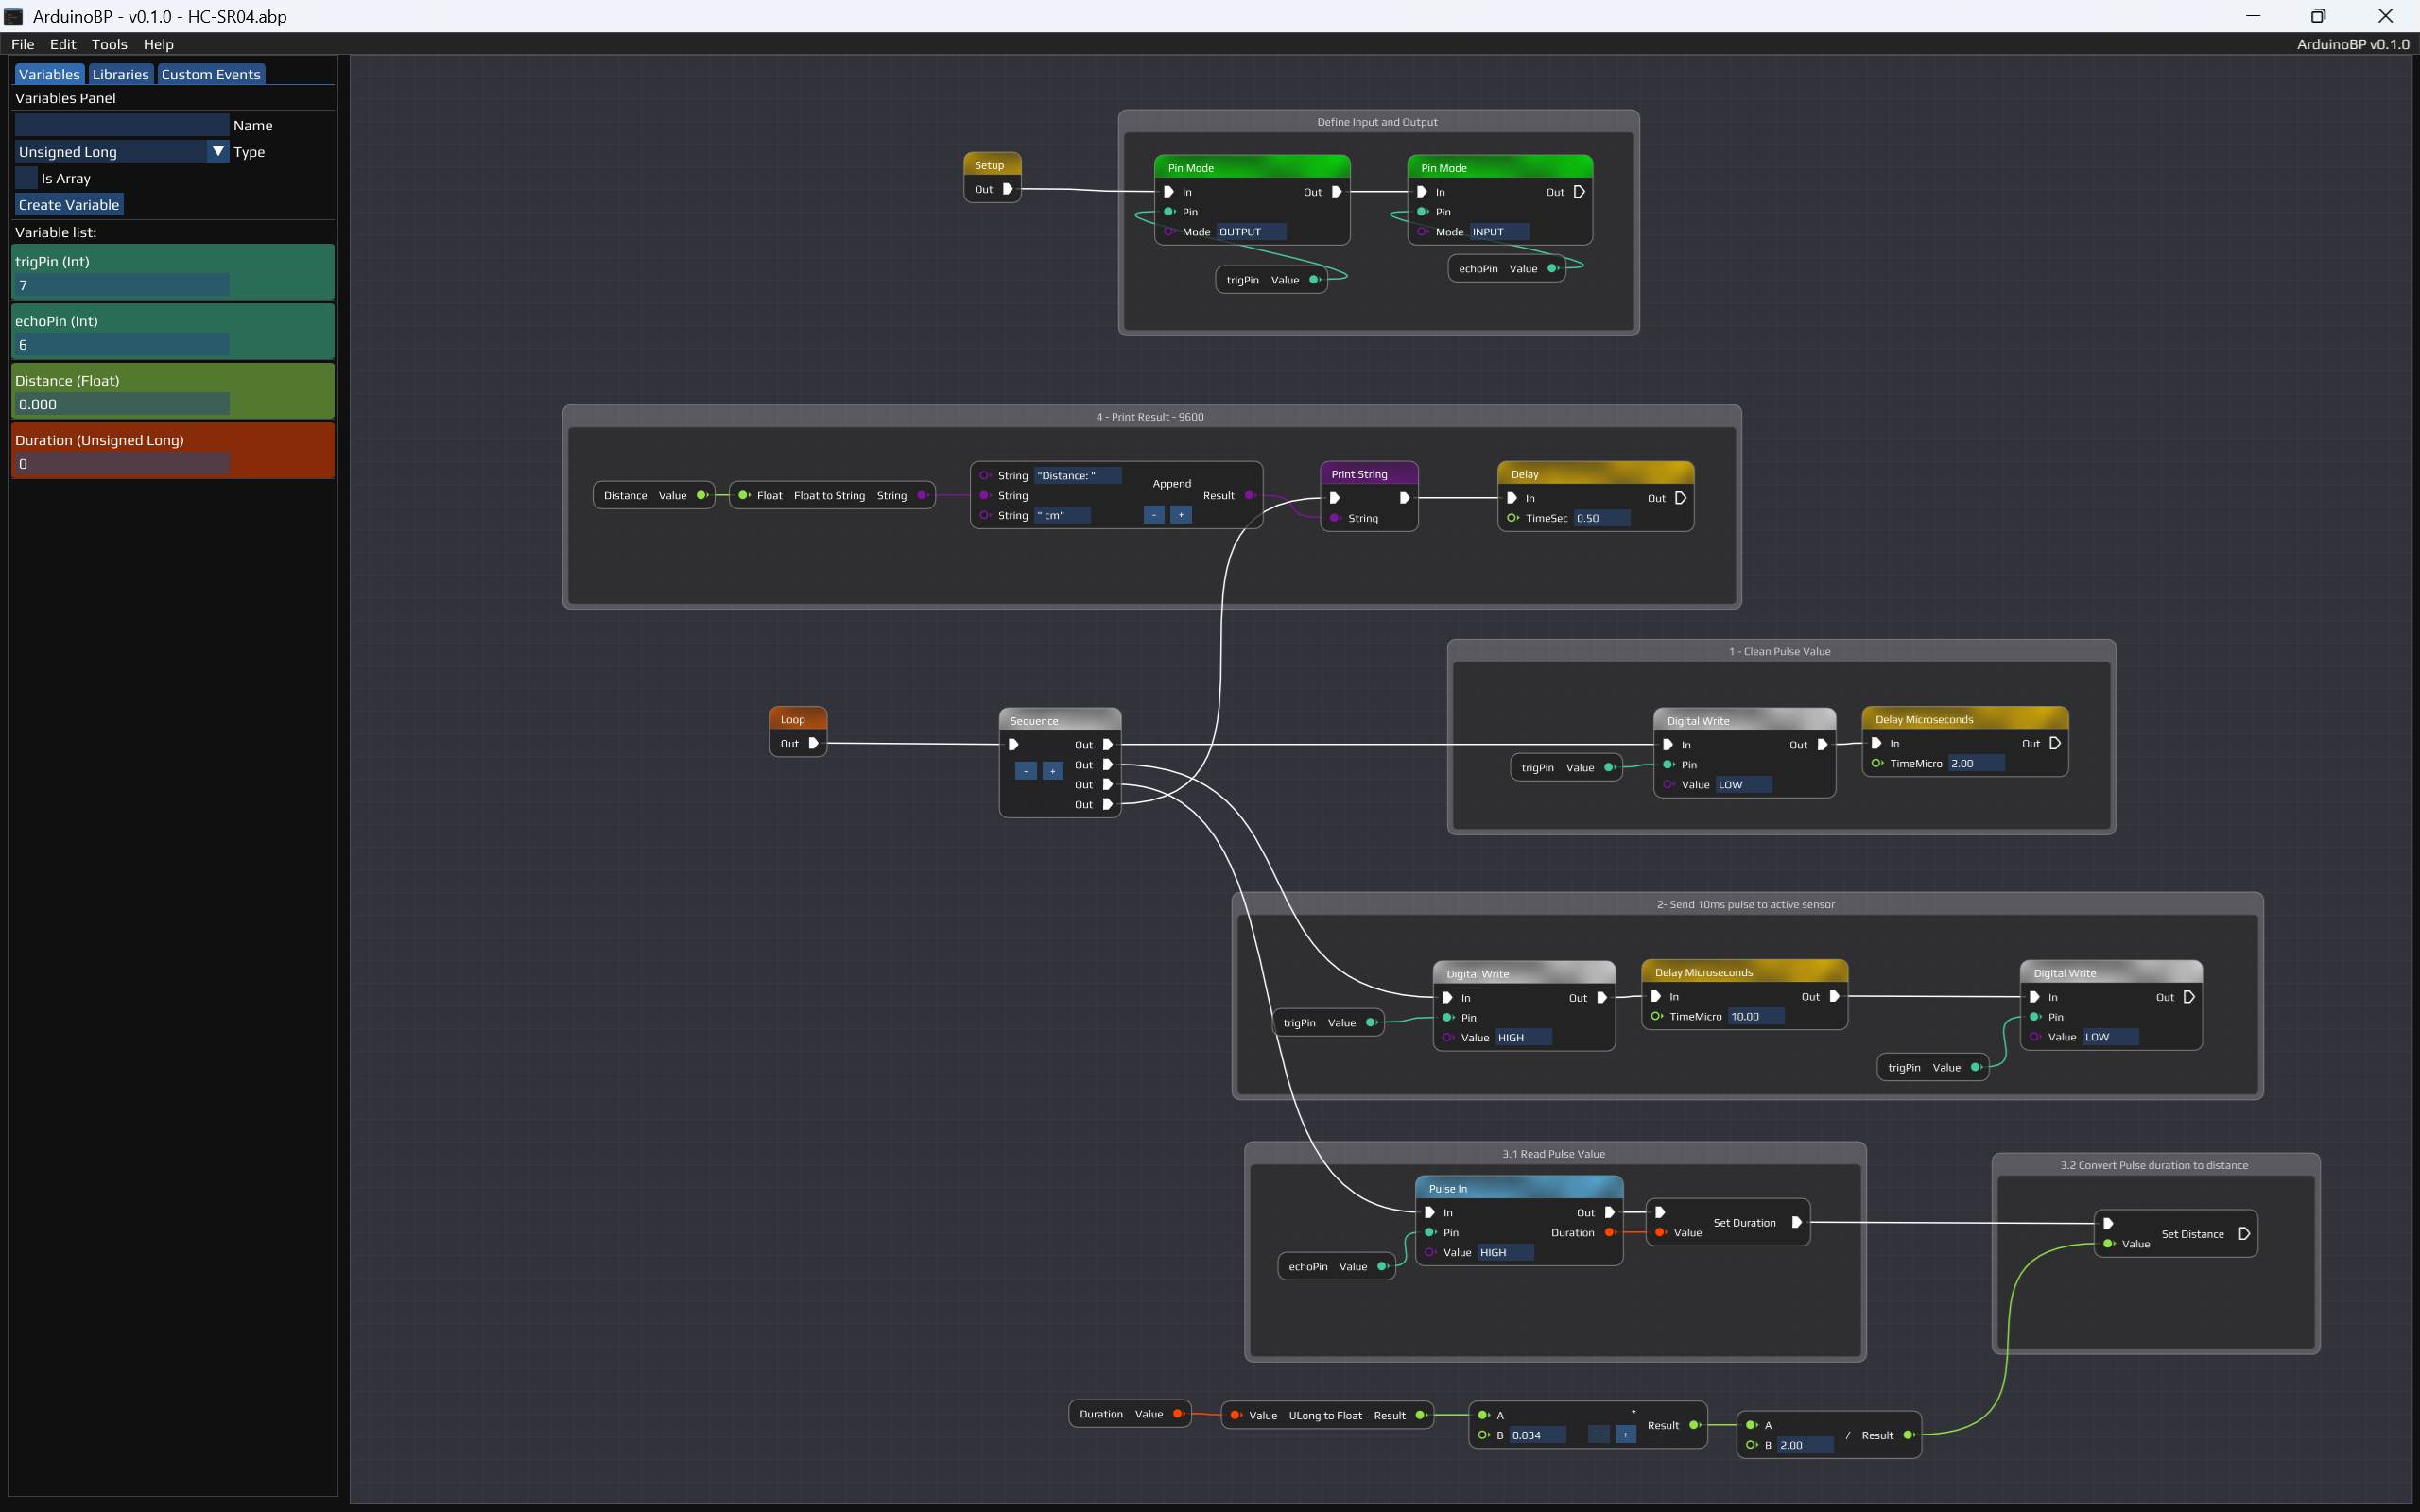 ArduinoBP - v0.1.0 - HC-SR04.abp
File Edit Tools Help
ArduinoBP v0.1.0
Variables Libraries Custom Events
Variables Panel
Name
Unsigned Long Type
Is Array
Create Variable
Variable list:
trigPin (Int)
7
echoPin (Int)
6
Distance (Float)
0.000
Duration (Unsigned Long)
0
Define Input and Output
Setup
Out
Pin Mode
In Out
Pin
Mode OUTPUT
trigPin Value
Pin Mode
In Out
Pin
Mode INPUT
echoPin Value
4 - Print Result - 9600
Distance Value
Float Float to String String
String "Distance: "
Append
String
Result
String " cm"
- +
Print String
String
Delay
In Out
TimeSec 0.50
1 - Clean Pulse Value
Loop
Out
Sequence
Out
Out
- +
Out
Out
trigPin Value
Digital Write
In Out
Pin
Value LOW
Delay Microseconds
In Out
TimeMicro 2.00
2- Send 10ms pulse to active sensor
trigPin Value
Digital Write
In Out
Pin
Value HIGH
Delay Microseconds
In Out
TimeMicro 10.00
trigPin Value
Digital Write
In Out
Pin
Value LOW
3.1 Read Pulse Value
echoPin Value
Pulse In
In Out
Pin Duration
Value HIGH
Set Duration
Value
3.2 Convert Pulse duration to distance
Set Distance
Value
Duration Value
Value ULong to Float Result
A *
Result
B 0.034 - +
A
/ Result
B 2.00